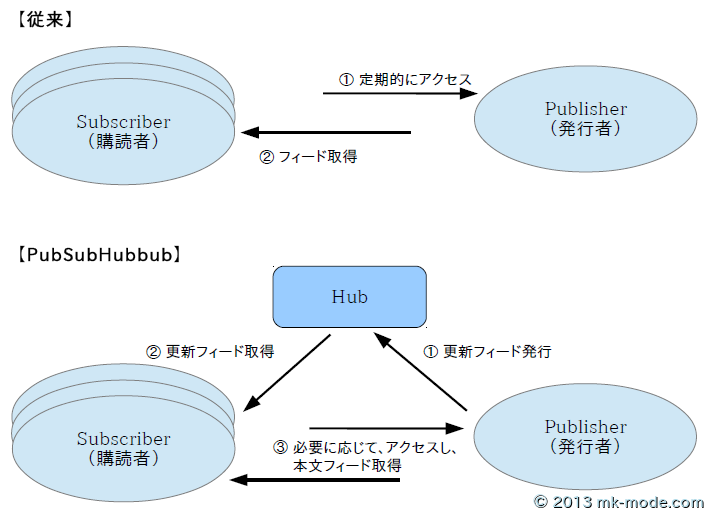 【従来】
① 定期的にアクセス
Subscriber
（購読者）
Publisher
（発行者）
② フィード取得
【PubSubHubbub】
Hub
② 更新フィード取得
① 更新フィード発行
Subscriber
（購読者）
Publisher
（発行者）
③ 必要に応じて、アクセスし、
本文フィード取得
© 2013 mk-mode.com